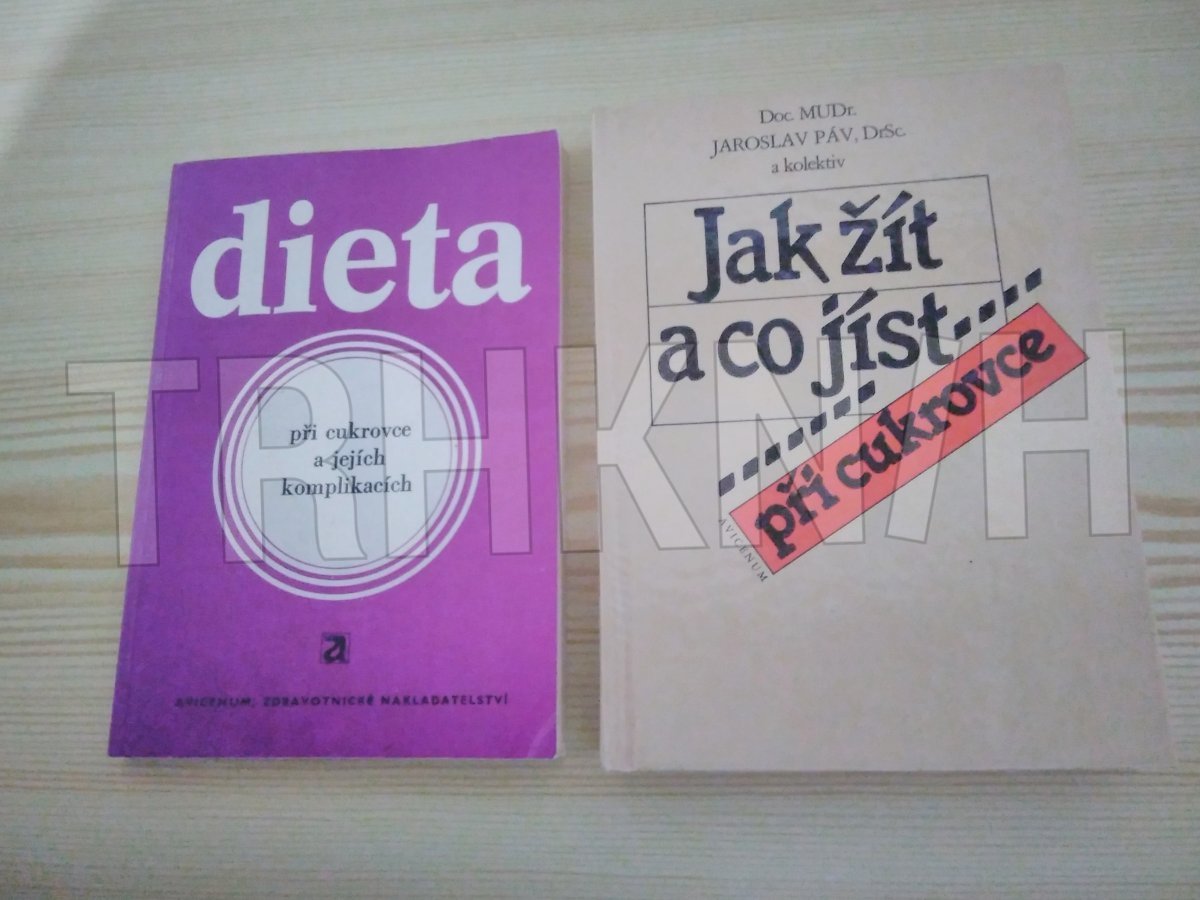 dieta
při cukrovce
a jejích
komplikacích
a
AVICENUM, ZDRAVOTNICKÉ NAKLADATELSTVÍ
Doc. MUDr.
JAROSLAV PÁV, DrSc.
a kolektiv
Jak žít
a co jíst
při cukrovce
AVICENUM
TRHKNIH